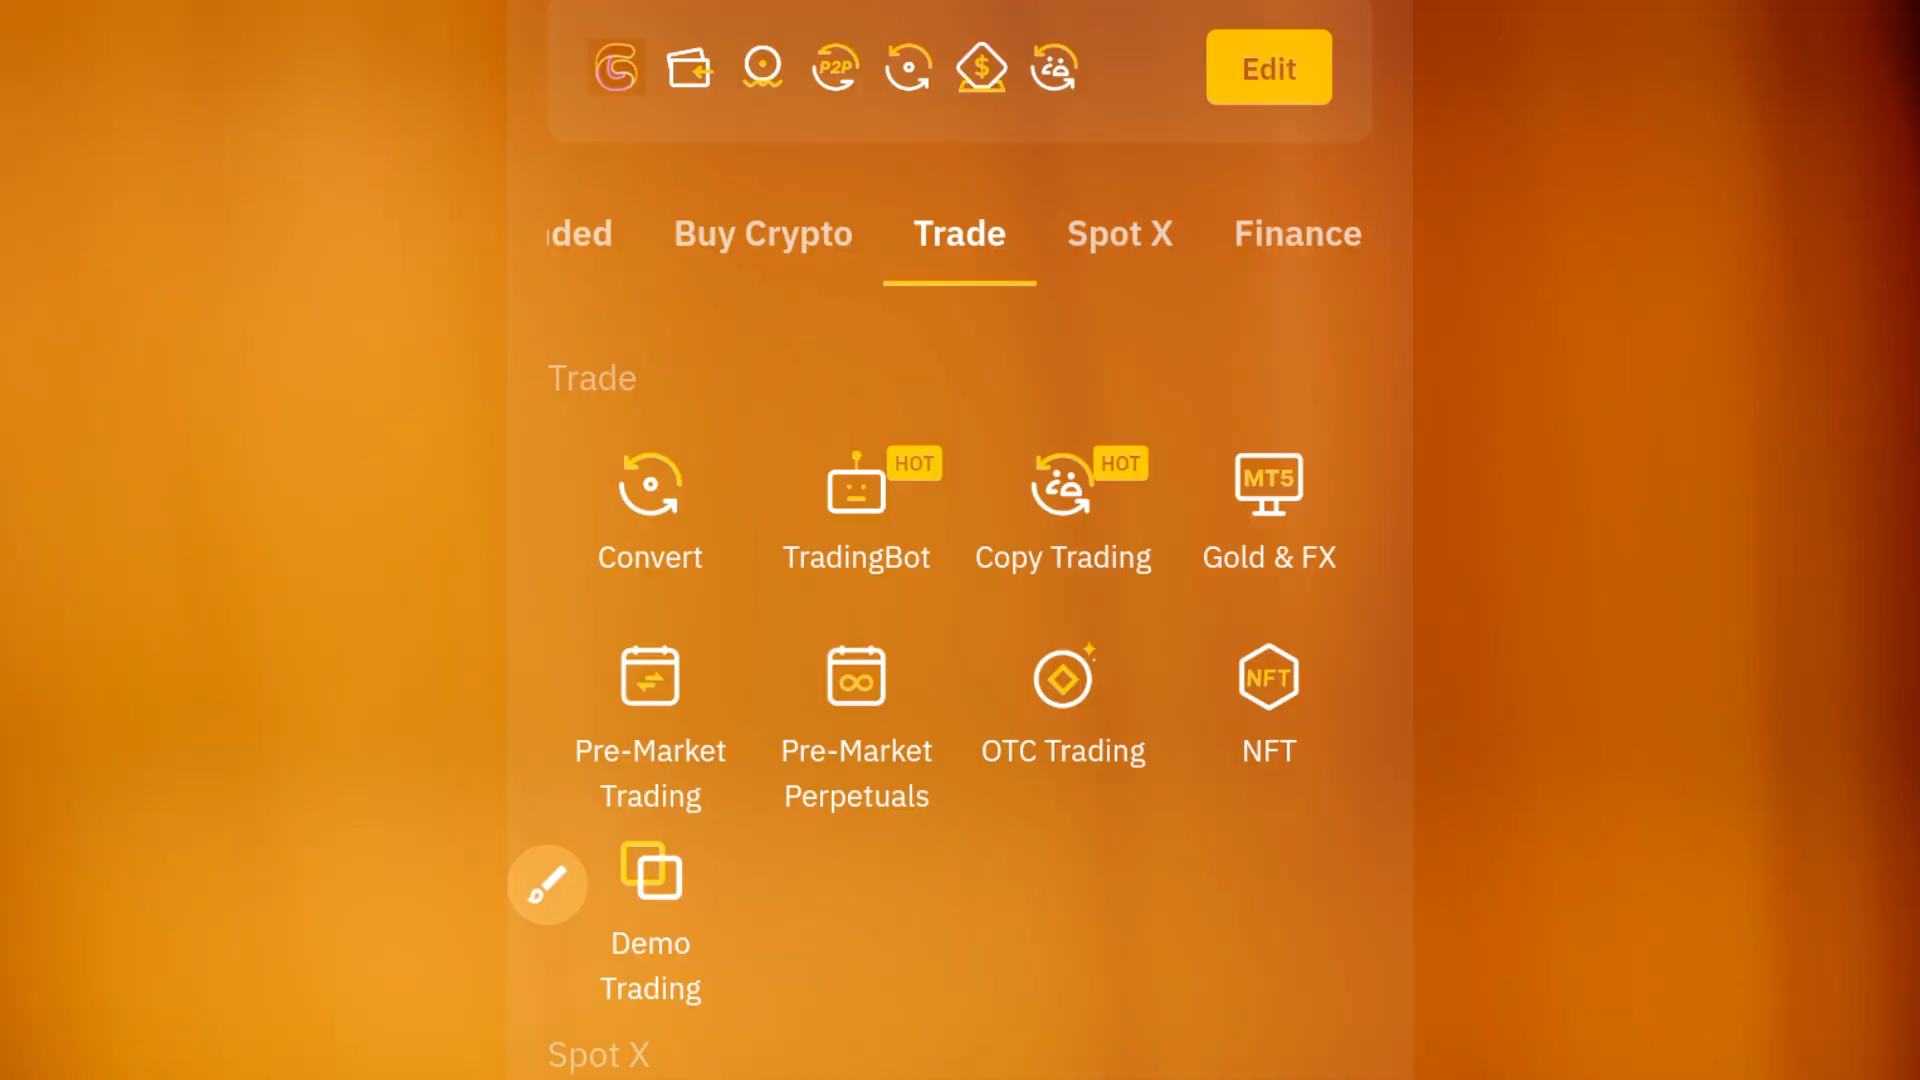 P2P
$
Edit
ded Buy Crypto Trade Spot X Finance
Trade
HOT HOT MT5
Convert TradingBot Copy Trading Gold & FX
NFT
Pre-Market Pre-Market OTC Trading NFT
Trading Perpetuals
Demo
Trading
Spot X